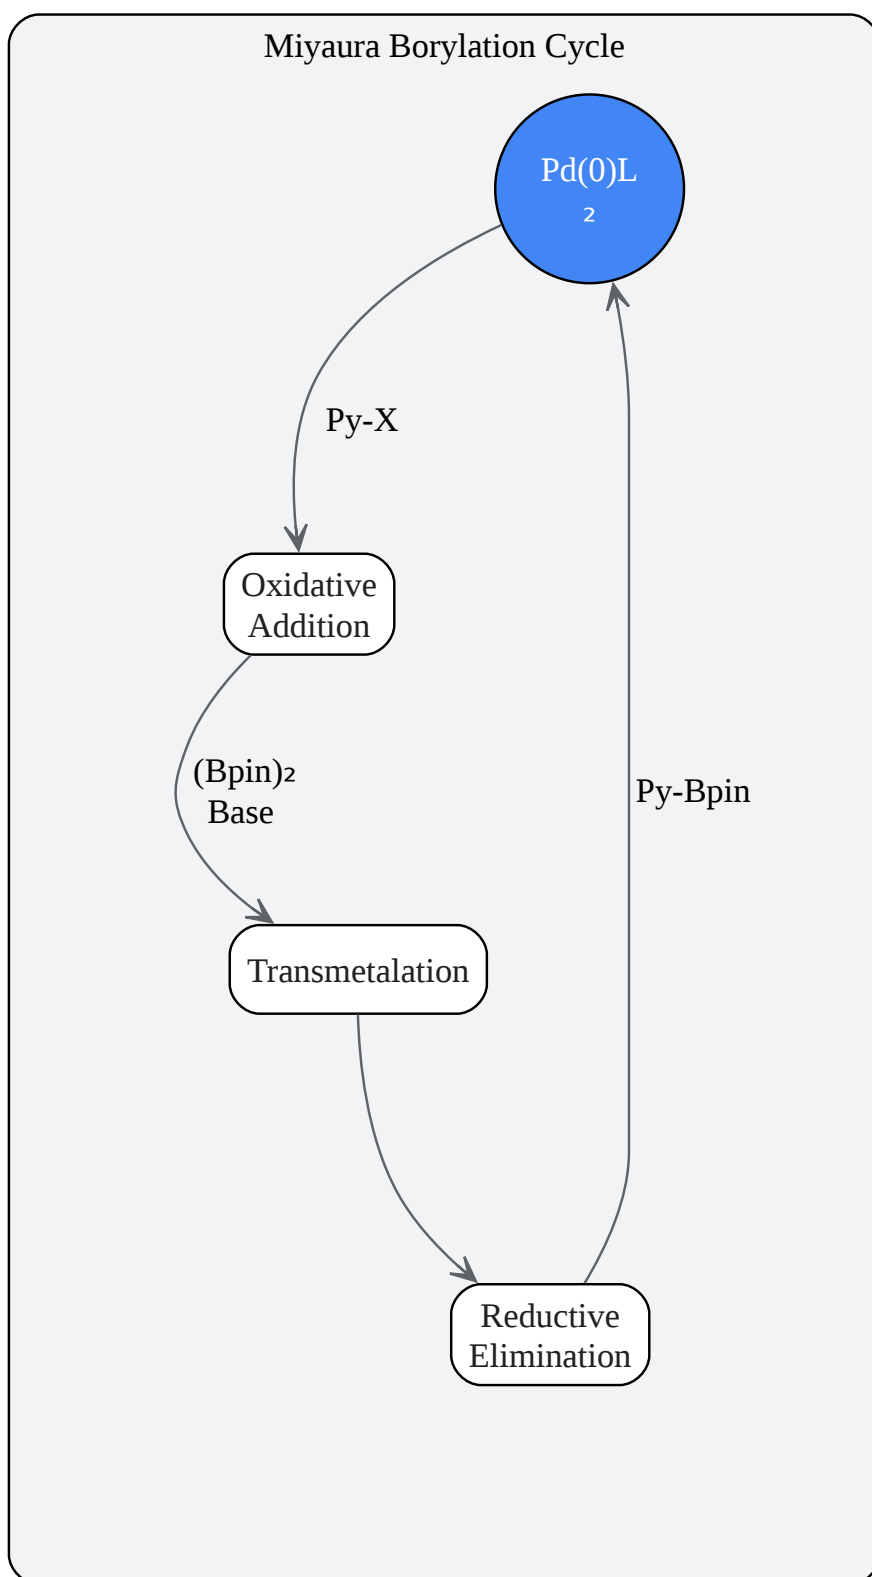 Miyaura Borylation Cycle
Pd(0)L
₂
Py-X
Oxidative
Addition
(Bpin)₂
Base
Py-Bpin
Transmetalation
Reductive
Elimination